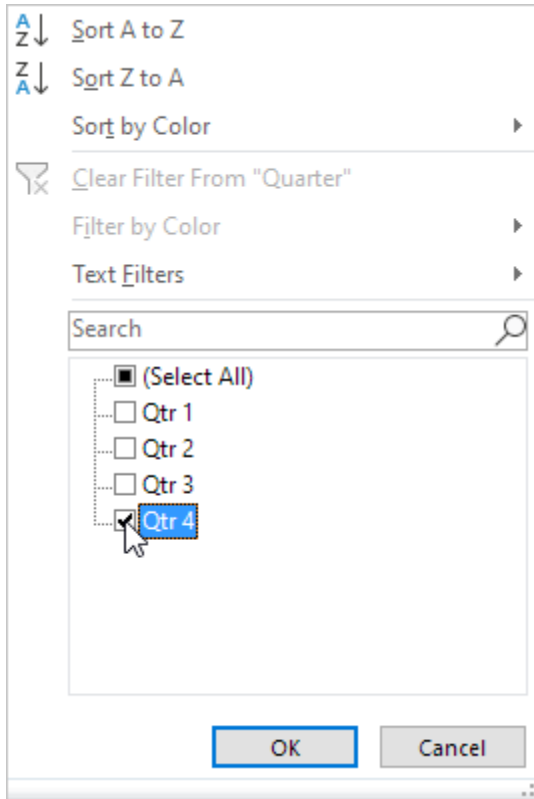 Sort A to Z
Sort Z to A
Sort by Color
Clear Filter From "Quarter"
Filter by Color
Text Filters
Search
(Select All)
Qtr 1
Qtr 2
Qtr 3
Qtr 4
OK Cancel